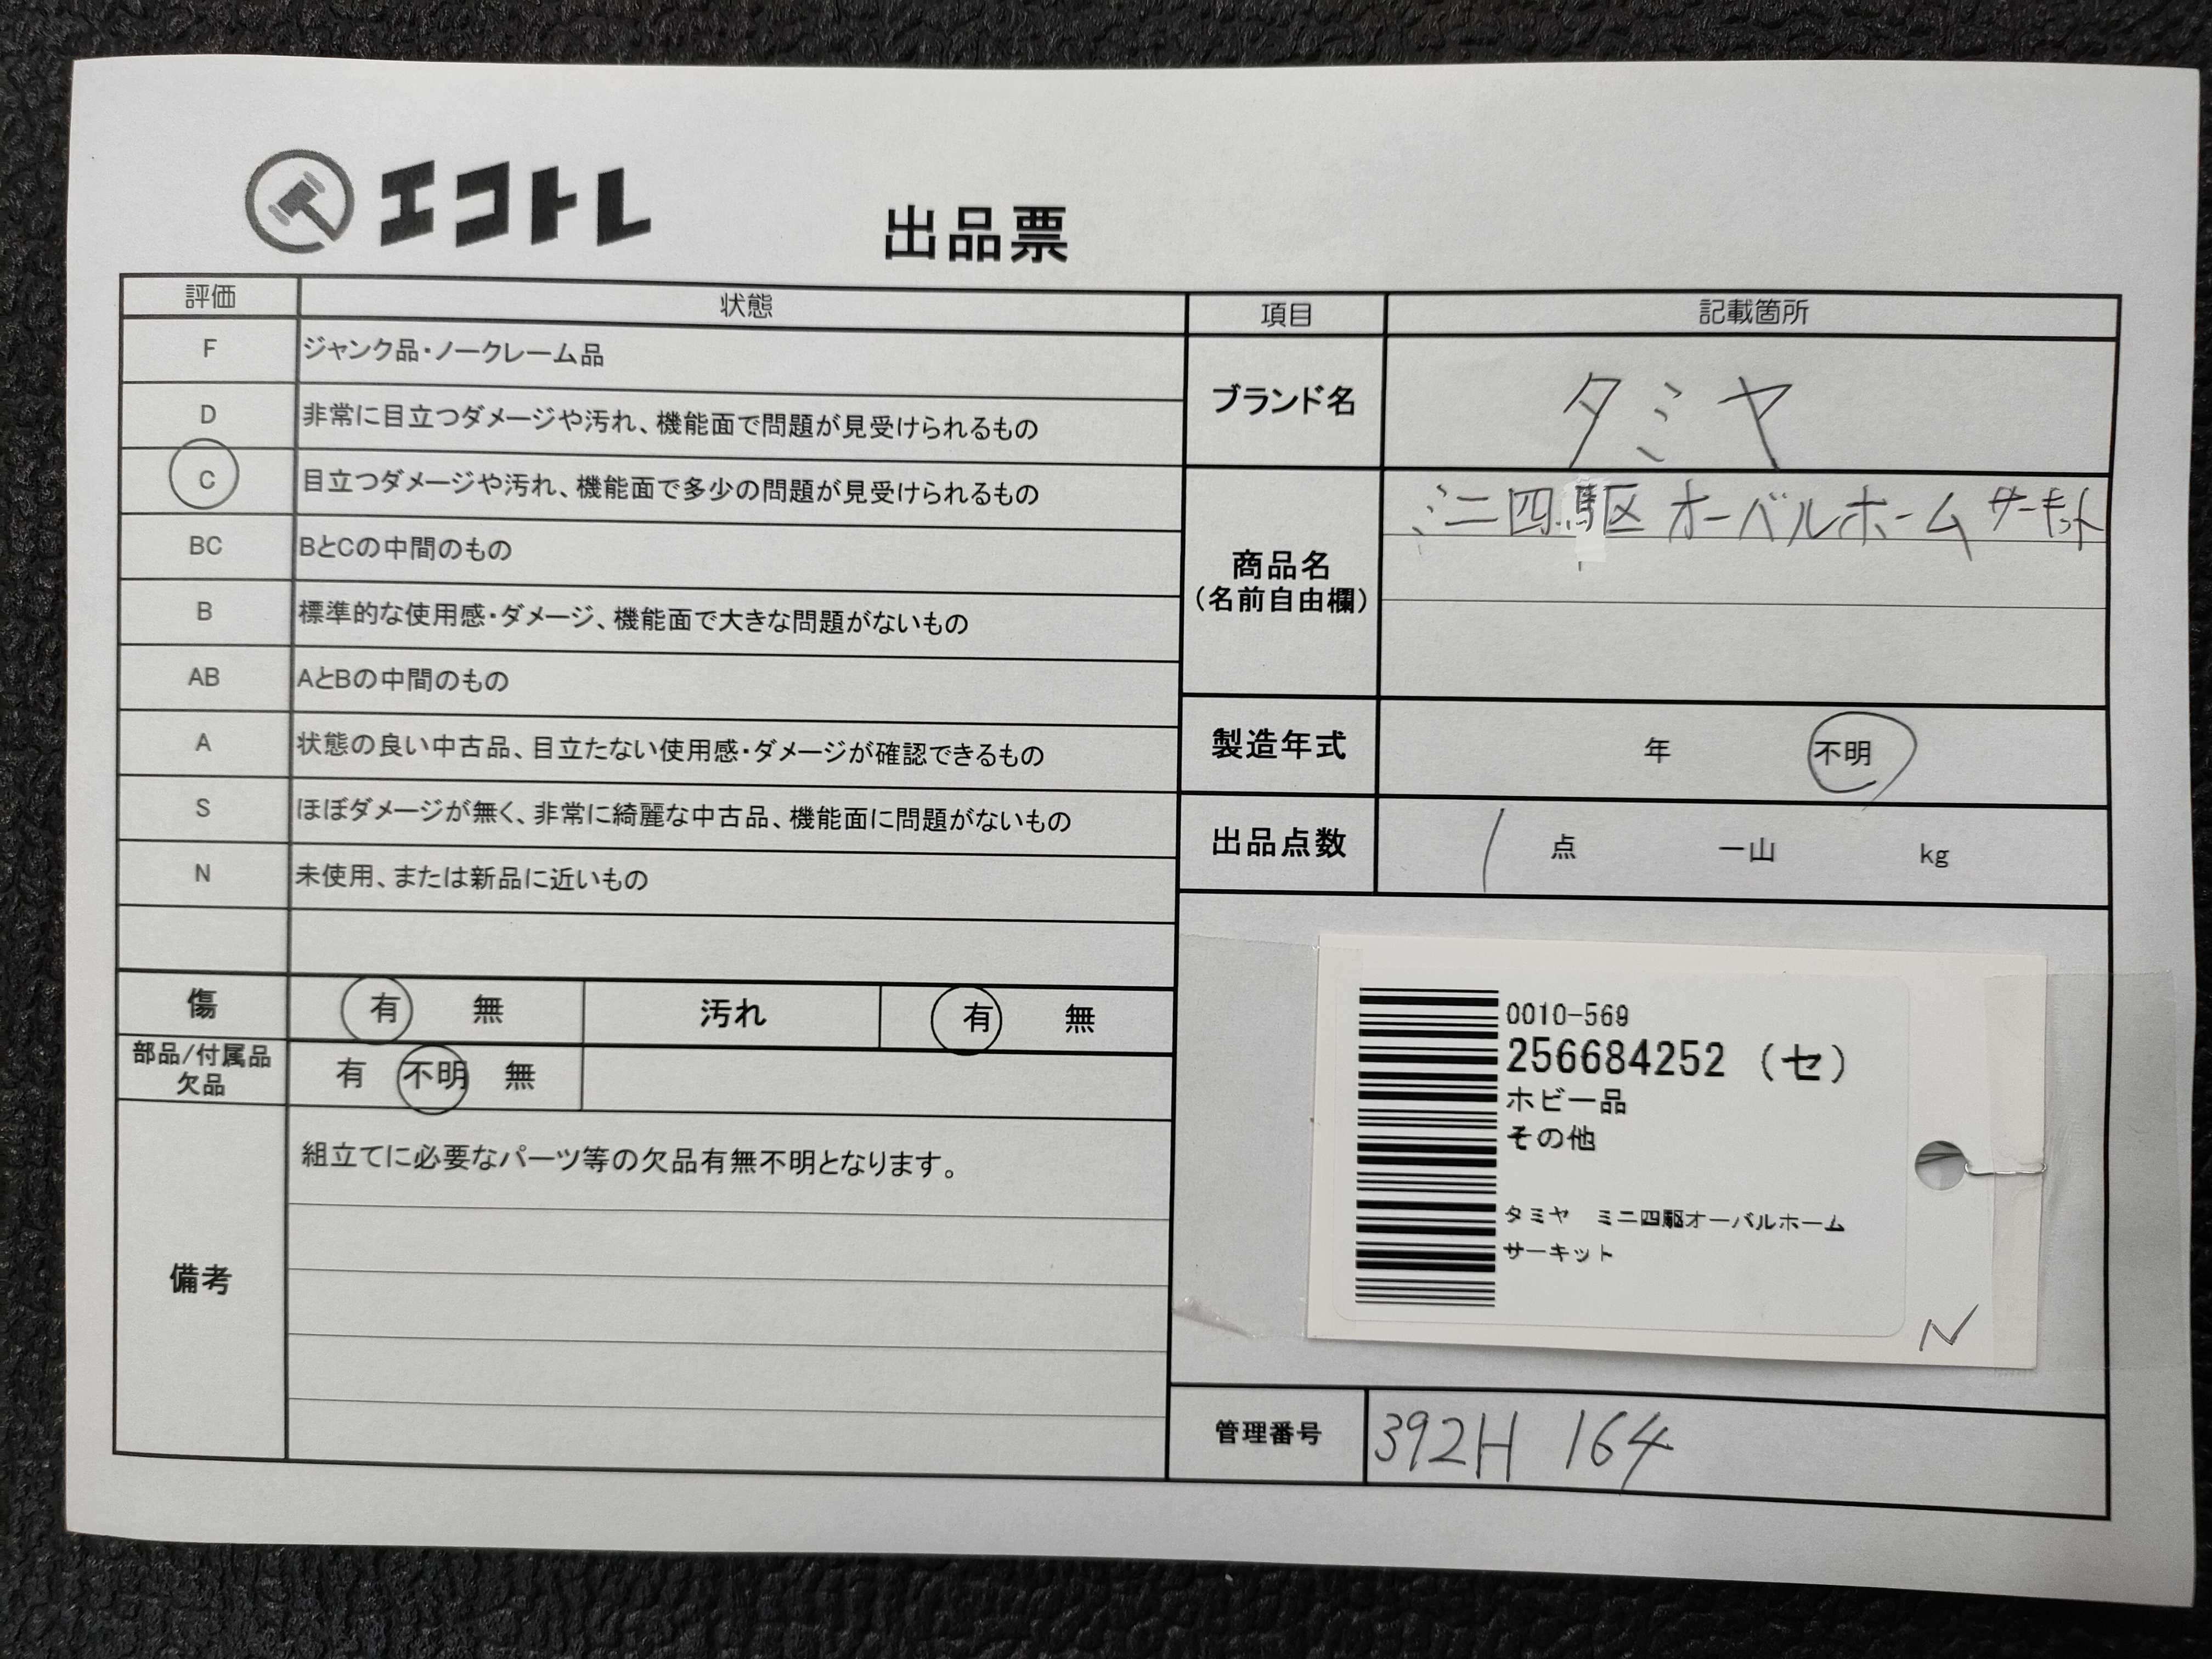 エコトレ
出品票
評価 状態
F ジャンク品・ノークレーム品
D 非常に目立つダメージや汚れ、機能面で問題が見受けられるもの
C 目立つダメージや汚れ、機能面で多少の問題が見受けられるもの
BC BとCの中間のもの
B 標準的な使用感・ダメージ、機能面で大きな問題がないもの
AB AとBの中間のもの
A 状態の良い中古品、目立たない使用感・ダメージが確認できるもの
S ほぼダメージが無く、非常に綺麗な中古品、機能面に問題がないもの
N 未使用、または新品に近いもの
傷 有 無 汚れ 有 無
部品/付属品
欠品
有 不明 無
備考
組立てに必要なパーツ等の欠品有無不明となります。
項目 記載箇所
ブランド名 タミヤ
商品名
(名前自由欄)
ミニ四駆 オーバルホーム サーキット
製造年式 年 不明
出品点数 1 点 一山 kg
0010-569
256684252 (セ)
ホビー品
その他
タミヤ ミニ四駆オーバルホーム
サーキット
N
管理番号 392H 164